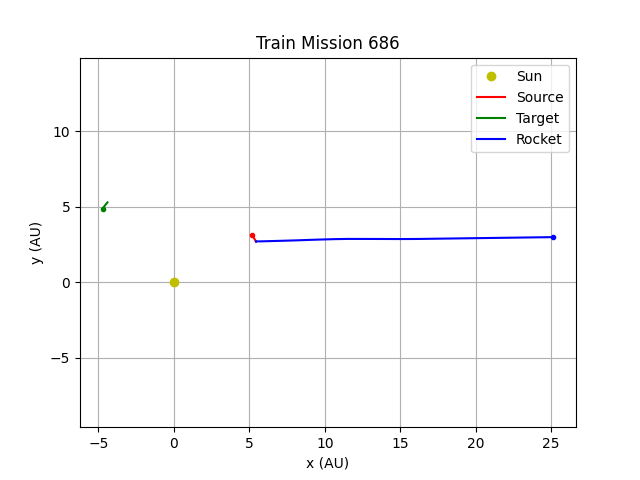 Train Mission 686
Sun
Source
Target
Rocket
y (AU)
10
5
0
−5
−5
0
5
10
15
20
25
x (AU)